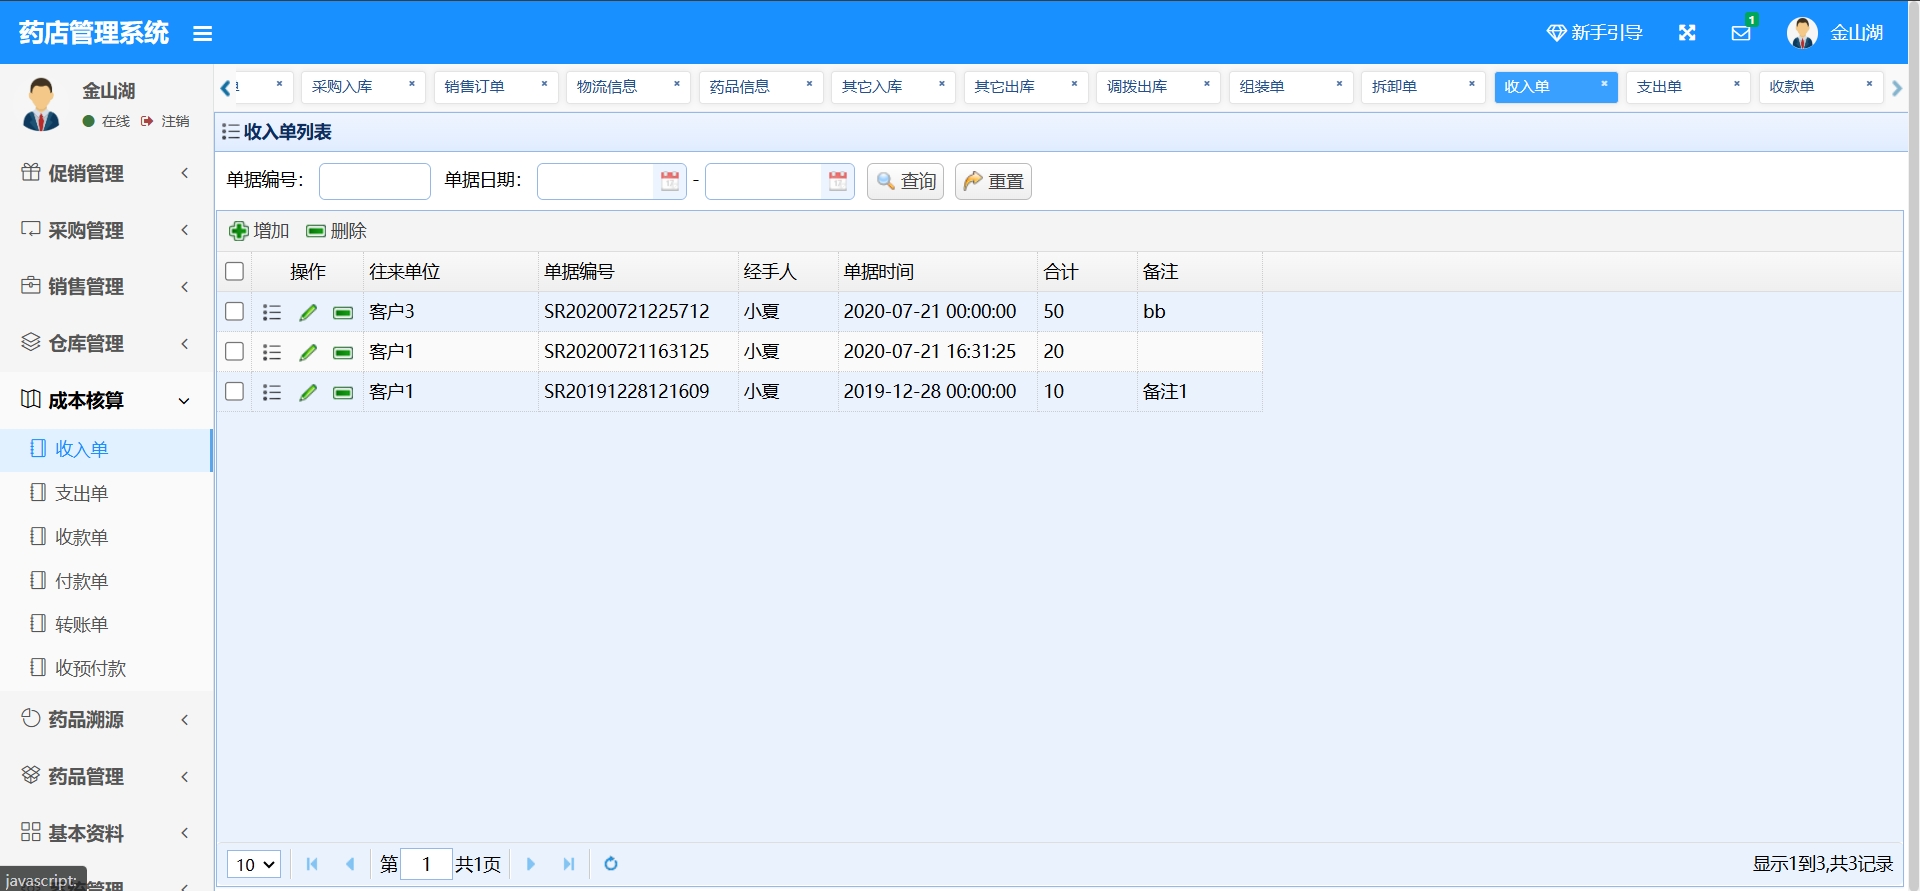 药店管理系统
新手引导
1
金山湖
金山湖
在线 注销
促销管理
采购管理
销售管理
仓库管理
成本核算
收入单
支出单
收款单
付款单
转账单
收预付款
药品溯源
药品管理
基本资料
javascript:
采购入库 销售订单 物流信息 药品信息 其它入库 其它出库 调拨出库 组装单 拆卸单 收入单 支出单 收款单
收入单列表
单据编号: 单据日期: - 查询 重置
增加 删除
操作 往来单位 单据编号 经手人 单据时间 合计 备注
客户3 SR20200721225712 小夏 2020-07-21 00:00:00 50 bb
客户1 SR20200721163125 小夏 2020-07-21 16:31:25 20
客户1 SR20191228121609 小夏 2019-12-28 00:00:00 10 备注1
10 第 1 共1页
显示1到3,共3记录